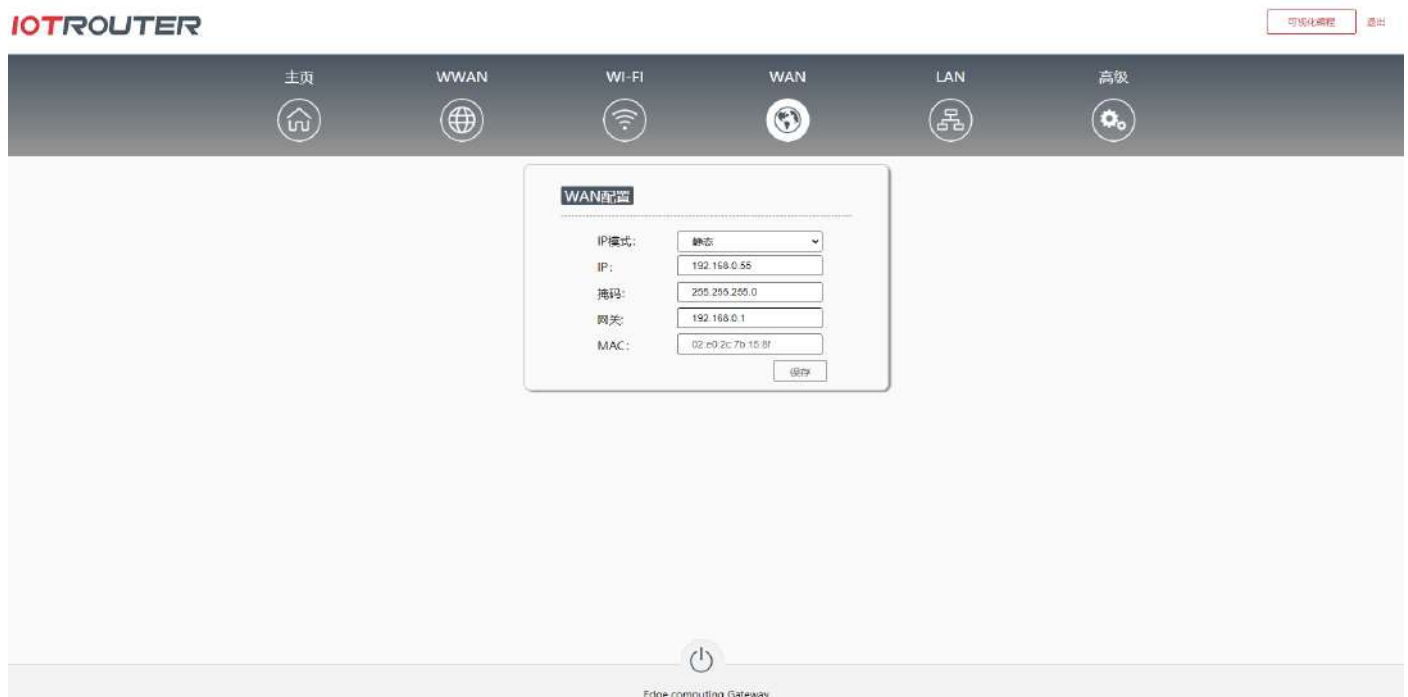 IOTROUTER
可视化编程 退出
主页 WWAN WI-FI WAN LAN 高级
WAN配置
IP模式: 静态
IP: 192.168.0.55
掩码: 255.255.255.0
网关: 192.168.0.1
MAC: 02:e0:2c:7b:15:8f
保存
Edge computing Gateway